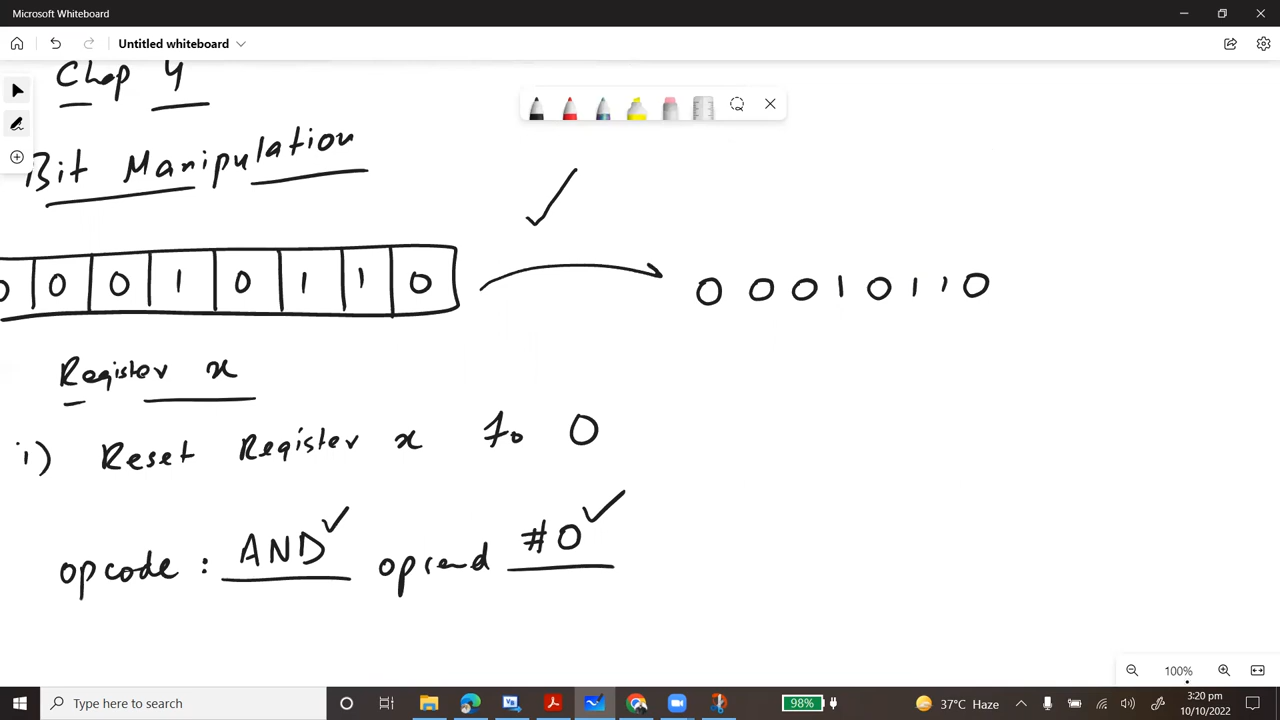 Microsoft Whiteboard
Untitled whiteboard
Chap 4
Bit Manipulation
0 0 0 1 0 1 1 0
0 0 0 1 0 1 1 0
Register x
i) Reset Register x to 0
opcode : AND oprend #0
100%
Type here to search
98%
37°C Haze
3:20 pm
10/10/2022